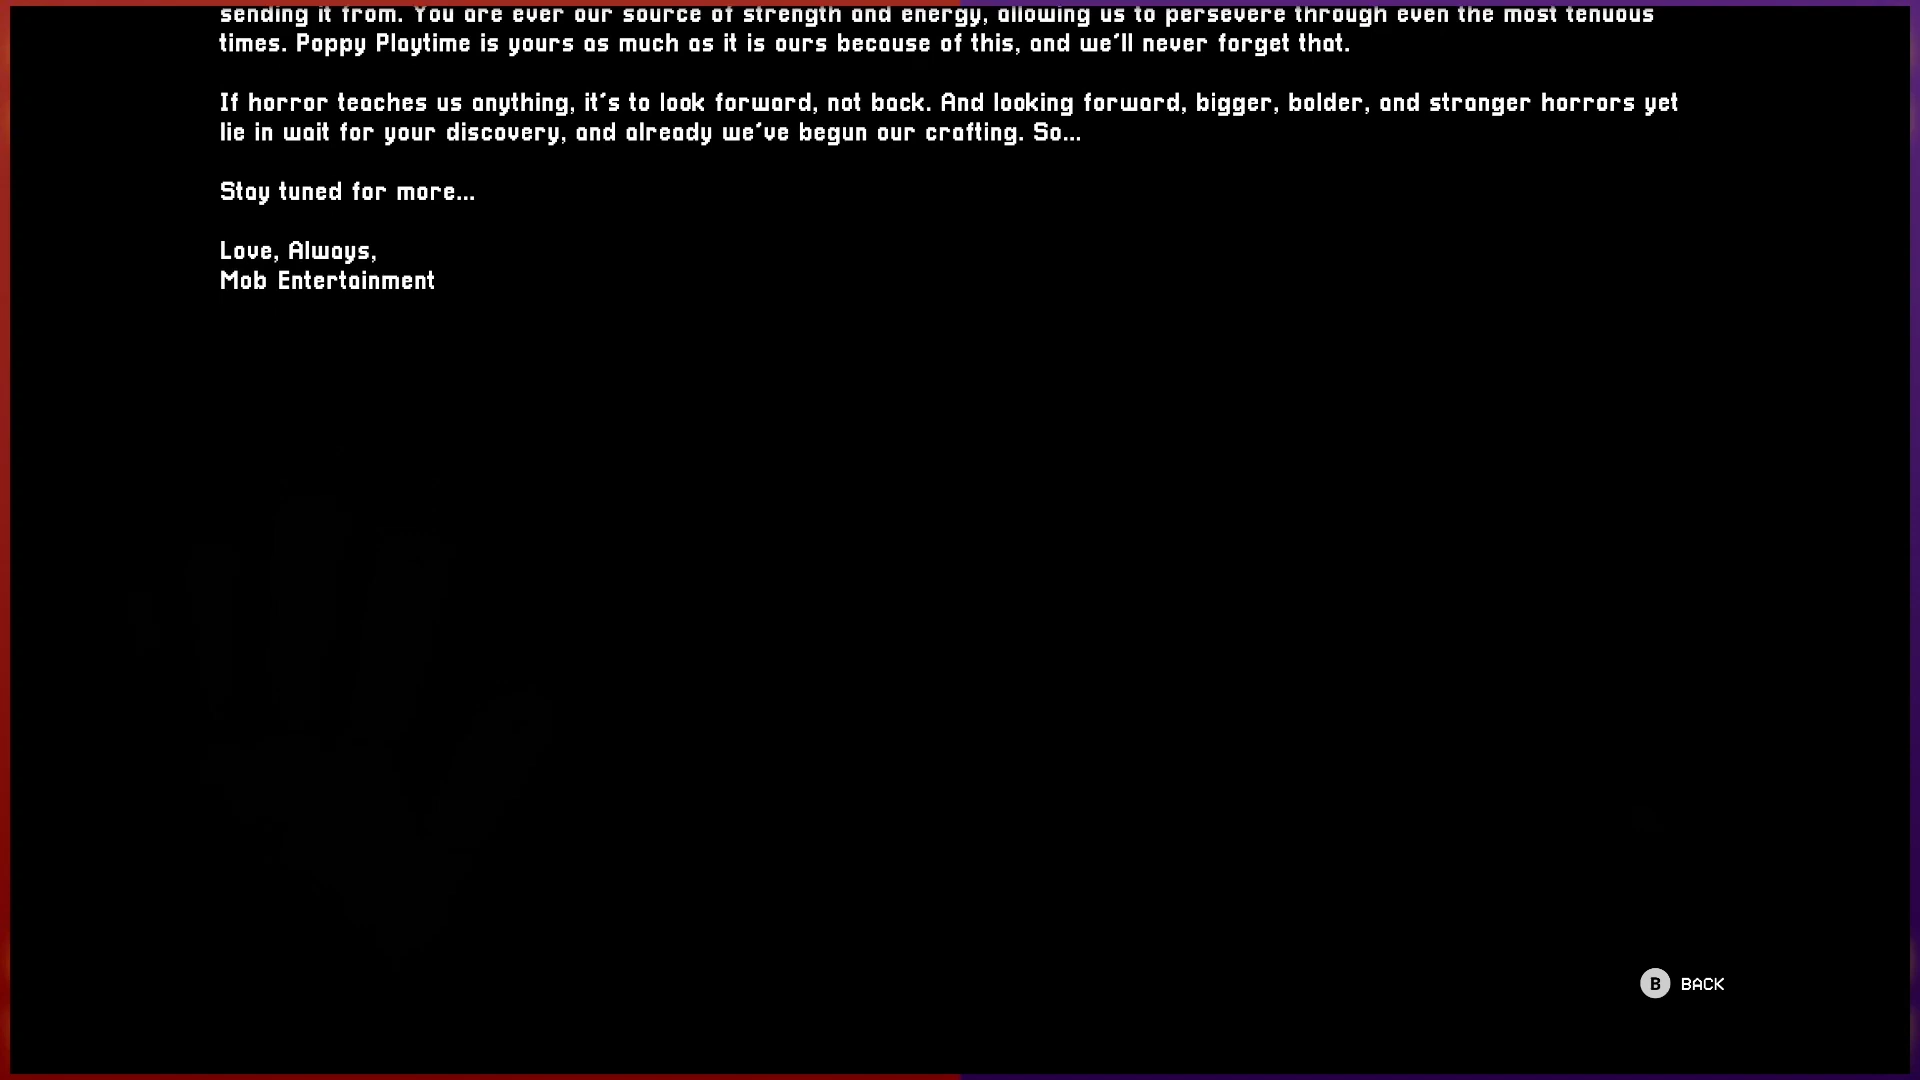 sending it from. You are ever our source of strength and energy, allowing us to persevere through even the most tenuous
times. Poppy Playtime is yours as much as it is ours because of this, and we'll never forget that.
If horror teaches us anything, it's to look forward, not back. And looking forward, bigger, bolder, and stranger horrors yet
lie in wait for your discovery, and already we've begun our crafting. So...
Stay tuned for more...
Love, Always,
Mob Entertainment
B BACK